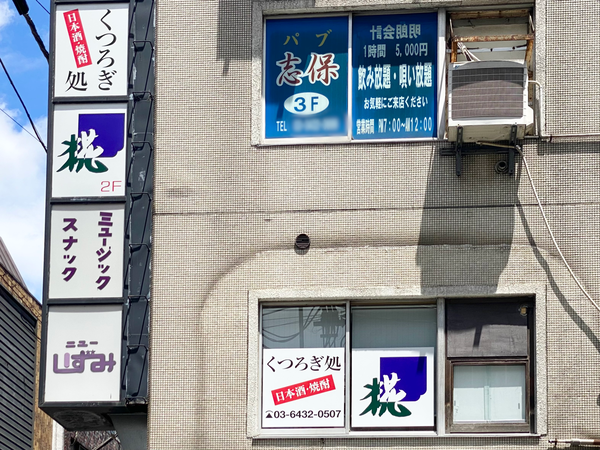 くつろぎ処
日本酒・焼酎
糀
2F
ミュージック
スナック
ニュー
いずみ
パブ
志保
3F
TEL
時間制
1時間 5,000円
飲み放題・唄い放題
お気軽にご来店ください
営業時間 PM7:00~AM12:00
くつろぎ処
日本酒・焼酎
☎03-6432-0507
糀